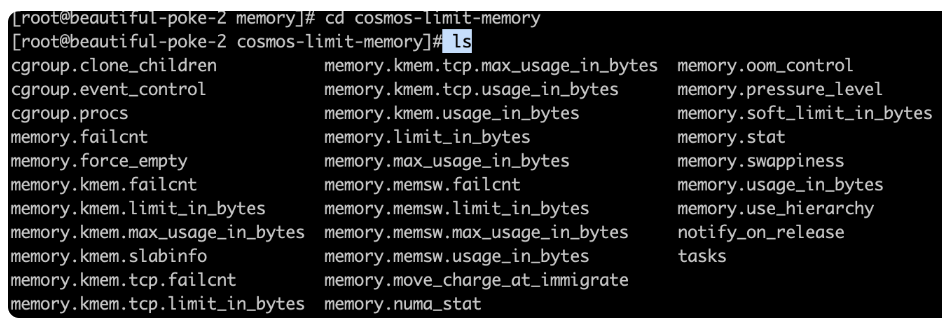 [root@beautiful-poke-2 memory]# cd cosmos-limit-memory
[root@beautiful-poke-2 cosmos-limit-memory]# ls
cgroup.clone_children memory.kmem.tcp.max_usage_in_bytes memory.oom_control
cgroup.event_control memory.kmem.tcp.usage_in_bytes memory.pressure_level
cgroup.procs memory.kmem.usage_in_bytes memory.soft_limit_in_bytes
memory.failcnt memory.limit_in_bytes memory.stat
memory.force_empty memory.max_usage_in_bytes memory.swappiness
memory.kmem.failcnt memory.memsw.failcnt memory.usage_in_bytes
memory.kmem.limit_in_bytes memory.memsw.limit_in_bytes memory.use_hierarchy
memory.kmem.max_usage_in_bytes memory.memsw.max_usage_in_bytes notify_on_release
memory.kmem.slabinfo memory.memsw.usage_in_bytes tasks
memory.kmem.tcp.failcnt memory.move_charge_at_immigrate
memory.kmem.tcp.limit_in_bytes memory.numa_stat